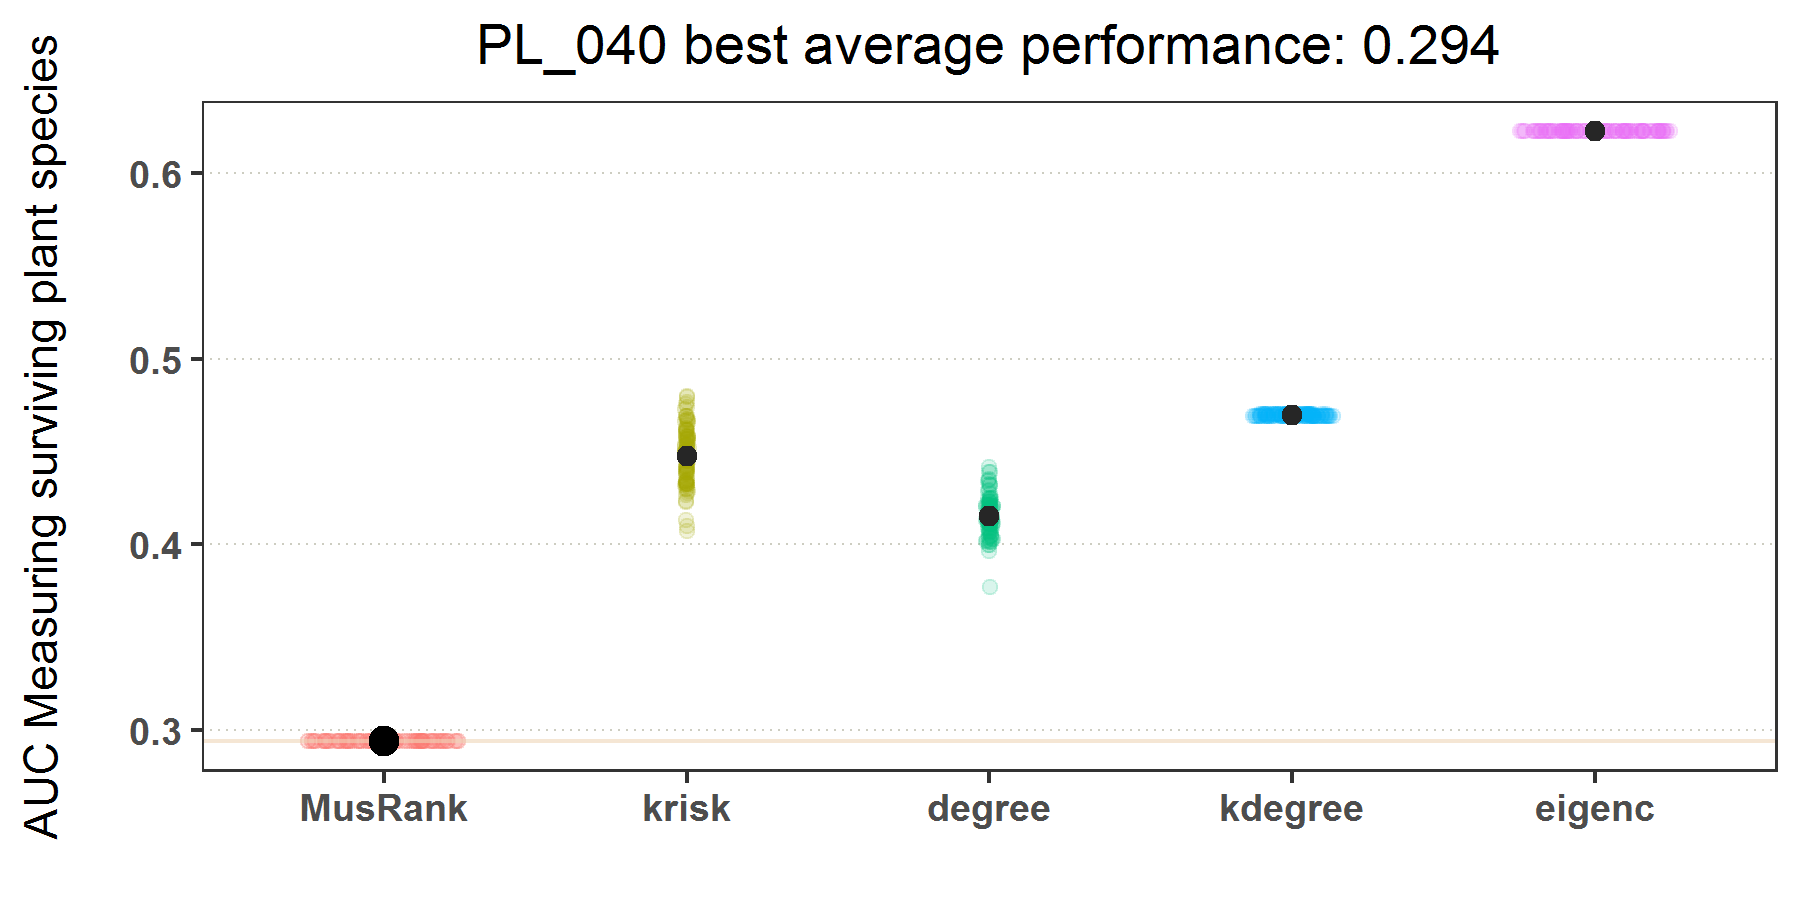 PL_040 best average performance: 0.294
AUC Measuring surviving plant species
0.6
0.5
0.4
0.3
MusRank krisk degree kdegree eigenc